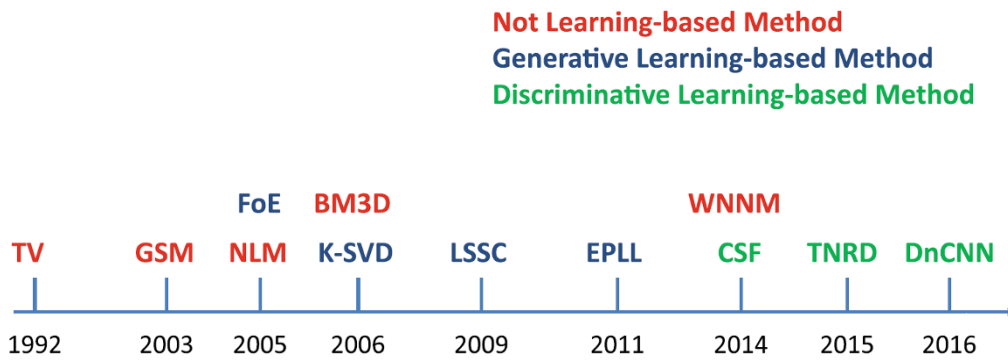 Not Learning-based Method
Generative Learning-based Method
Discriminative Learning-based Method
FoE BM3D WNNM
TV GSM NLM K-SVD LSSC EPLL CSF TNRD DnCNN
1992 2003 2005 2006 2009 2011 2014 2015 2016